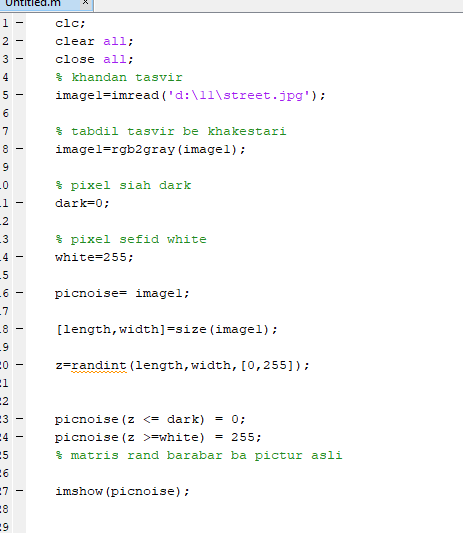 Untitled.m ×
1 − clc;
2 − clear all;
3 − close all;
4 % khandan tasvir
5 − image1=imread('d:\11\street.jpg');
6
7 % tabdil tasvir be khakestari
8 − image1=rgb2gray(image1);
9
10 % pixel siah dark
11 − dark=0;
12
13 % pixel sefid white
14 − white=255;
15
16 − picnoise= image1;
17
18 − [length,width]=size(image1);
19
20 − z=randint(length,width,[0,255]);
21
22
23 − picnoise(z <= dark) = 0;
24 − picnoise(z >=white) = 255;
25 % matris rand barabar ba pictur asli
26
27 − imshow(picnoise);
28
29